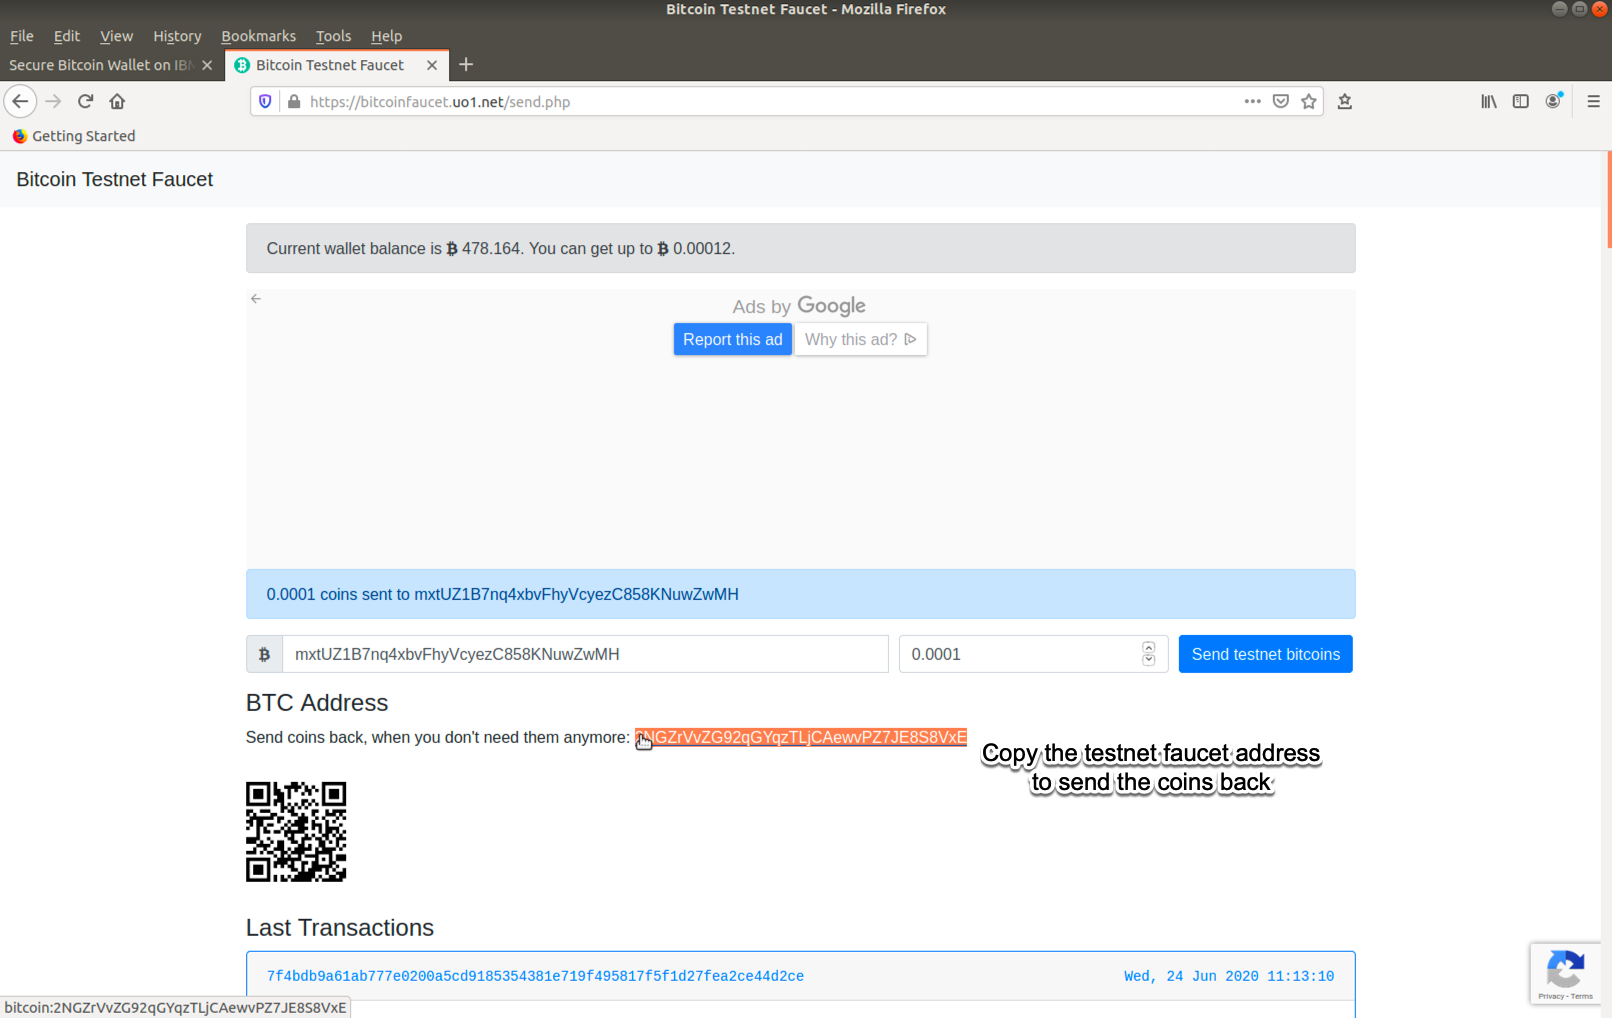 Bitcoin Testnet Faucet - Mozilla Firefox
File Edit View History Bookmarks Tools Help
Secure Bitcoin Wallet on IBM
Bitcoin Testnet Faucet
https://bitcoinfaucet.uo1.net/send.php
Getting Started
Bitcoin Testnet Faucet
Current wallet balance is ₿ 478.164. You can get up to ₿ 0.00012.
Ads by Google
Report this ad
Why this ad?
0.0001 coins sent to mxtUZ1B7nq4xbvFhyVcyezC858KNuwZwMH
₿ mxtUZ1B7nq4xbvFhyVcyezC858KNuwZwMH
0.0001
Send testnet bitcoins
BTC Address
Send coins back, when you don't need them anymore: 2NGZrVvZG92qGYqzTLjCAewvPZ7JE8S8VxE
Copy the testnet faucet address
to send the coins back
Last Transactions
7f4bdb9a61ab777e0200a5cd9185354381e719f495817f5f1d27fea2ce44d2ce
Wed, 24 Jun 2020 11:13:10
Privacy - Terms
bitcoin:2NGZrVvZG92qGYqzTLjCAewvPZ7JE8S8VxE